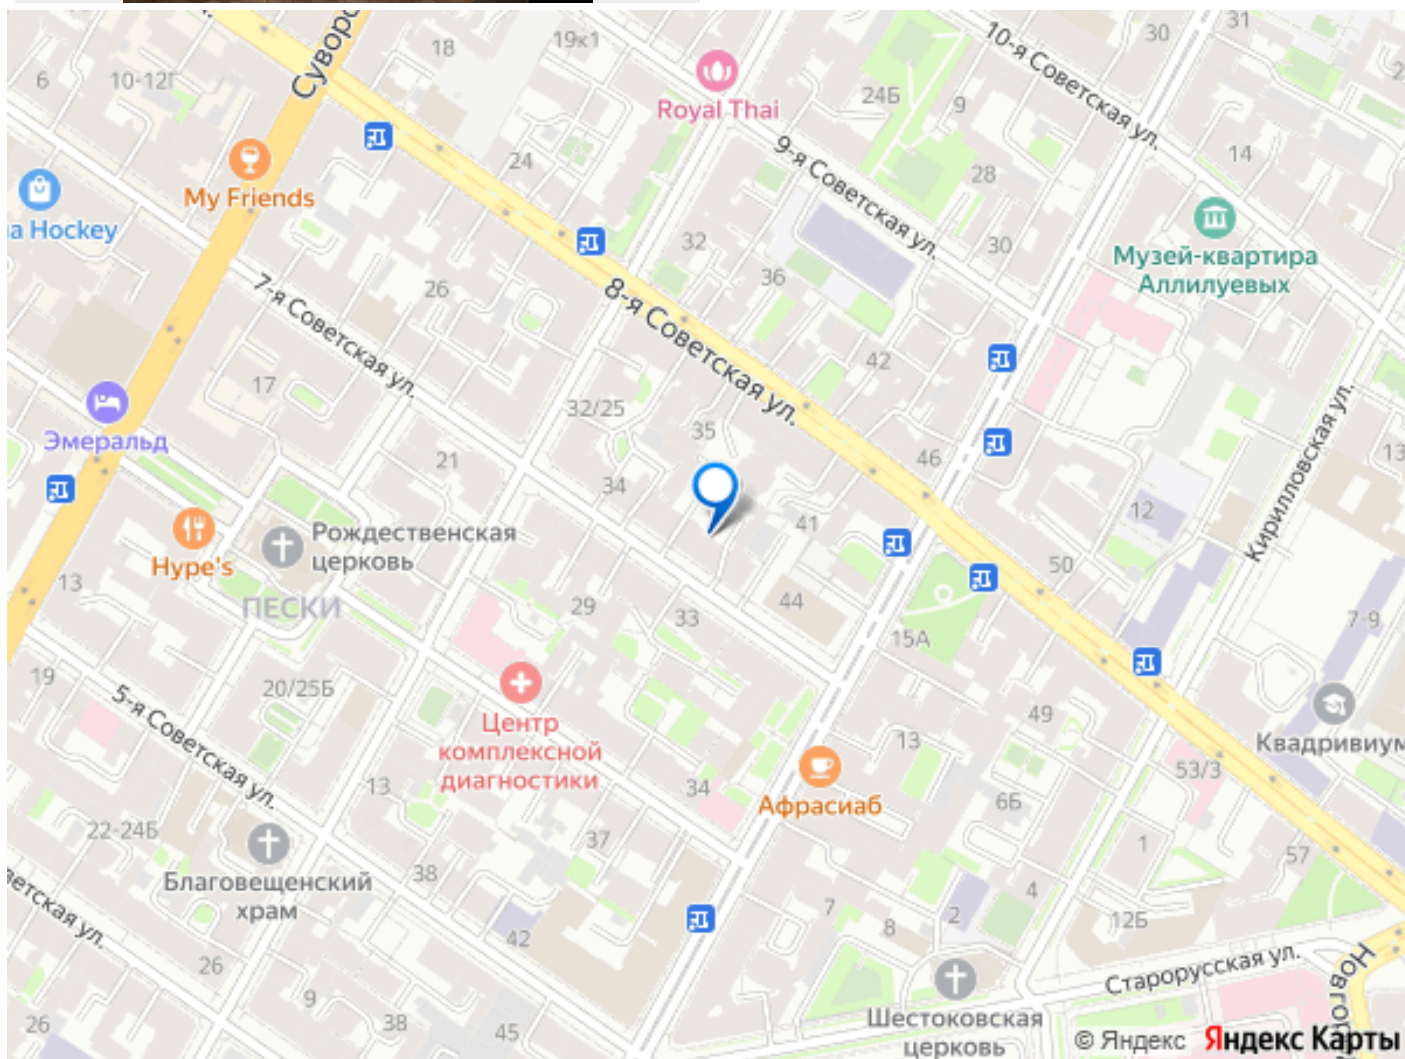 Суворо
18
19к1
10-я Советская ул.
30
31
6
10-12Г
Royal Thai
24Б
9
14
24
9-я Советская ул.
28
My Friends
a Hockey
32
30
Музей-квартира
Аллилуевых
7-я Советская ул.
26
36
8-я Советская ул.
42
17
32/25
35
Эмеральд
21
34
46
13
Кирилловская ул.
12
41
Рождественская
церковь
Hype's
13
ПЕСКИ
29
33
44
50
15А
7-9
19
20/25Б
5-я Советская ул.
Центр
комплексной
диагностики
49
13
Квадривиум
13
34
Афрасиаб
6Б
53/3
22-24Б
37
1
57
Благовещенский
храм
38
4
ветская ул.
7
8
2
12Б
42
26
9
Старорусская ул.
Новгор
26
38
45
Шестоковская
церковь
© Яндекс Яндекс Карты